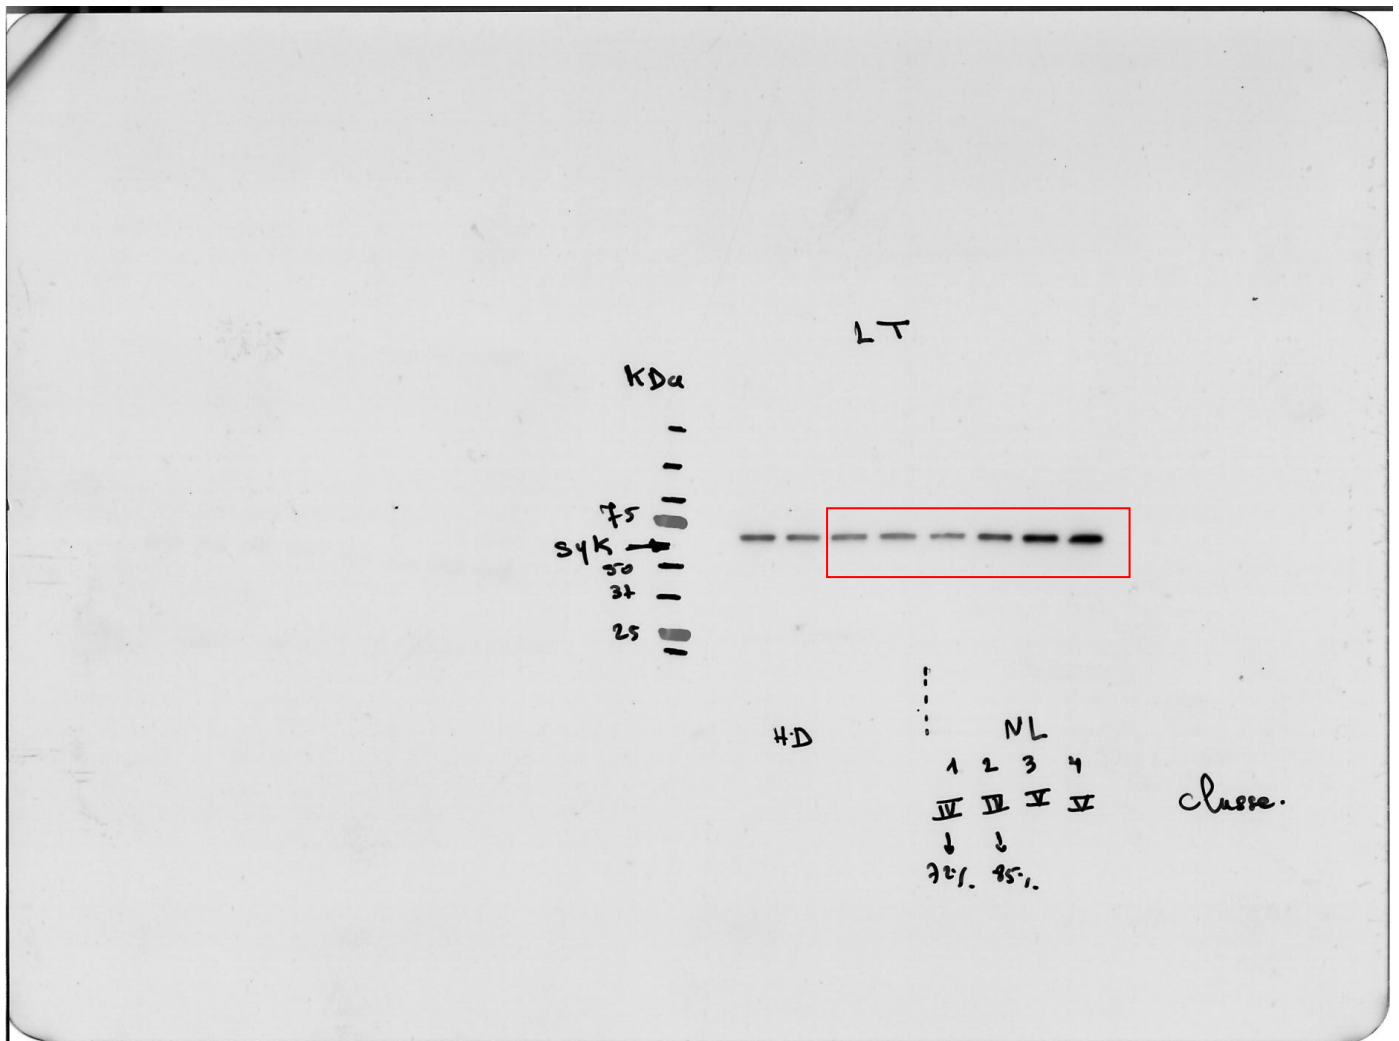 LT
KDa
75
syK →
50
37
25
HD
NL
1 2 3 4
IV IV V V
classe.
↓ ↓
72%. 85%.